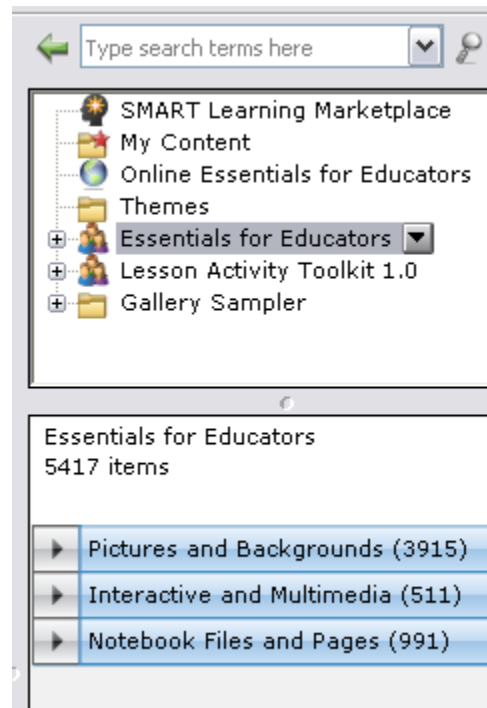 Type search terms here
SMART Learning Marketplace
My Content
Online Essentials for Educators
Themes
Essentials for Educators
Lesson Activity Toolkit 1.0
Gallery Sampler
Essentials for Educators
5417 items
Pictures and Backgrounds (3915)
Interactive and Multimedia (511)
Notebook Files and Pages (991)